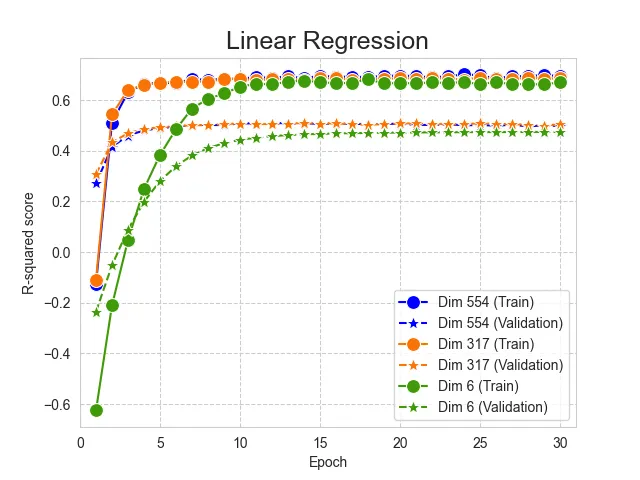 Linear Regression
R-squared score
0.6
0.4
0.2
0.0
−0.2
−0.4
−0.6
0 5 10 15 20 25 30
Epoch
Dim 554 (Train)
Dim 554 (Validation)
Dim 317 (Train)
Dim 317 (Validation)
Dim 6 (Train)
Dim 6 (Validation)